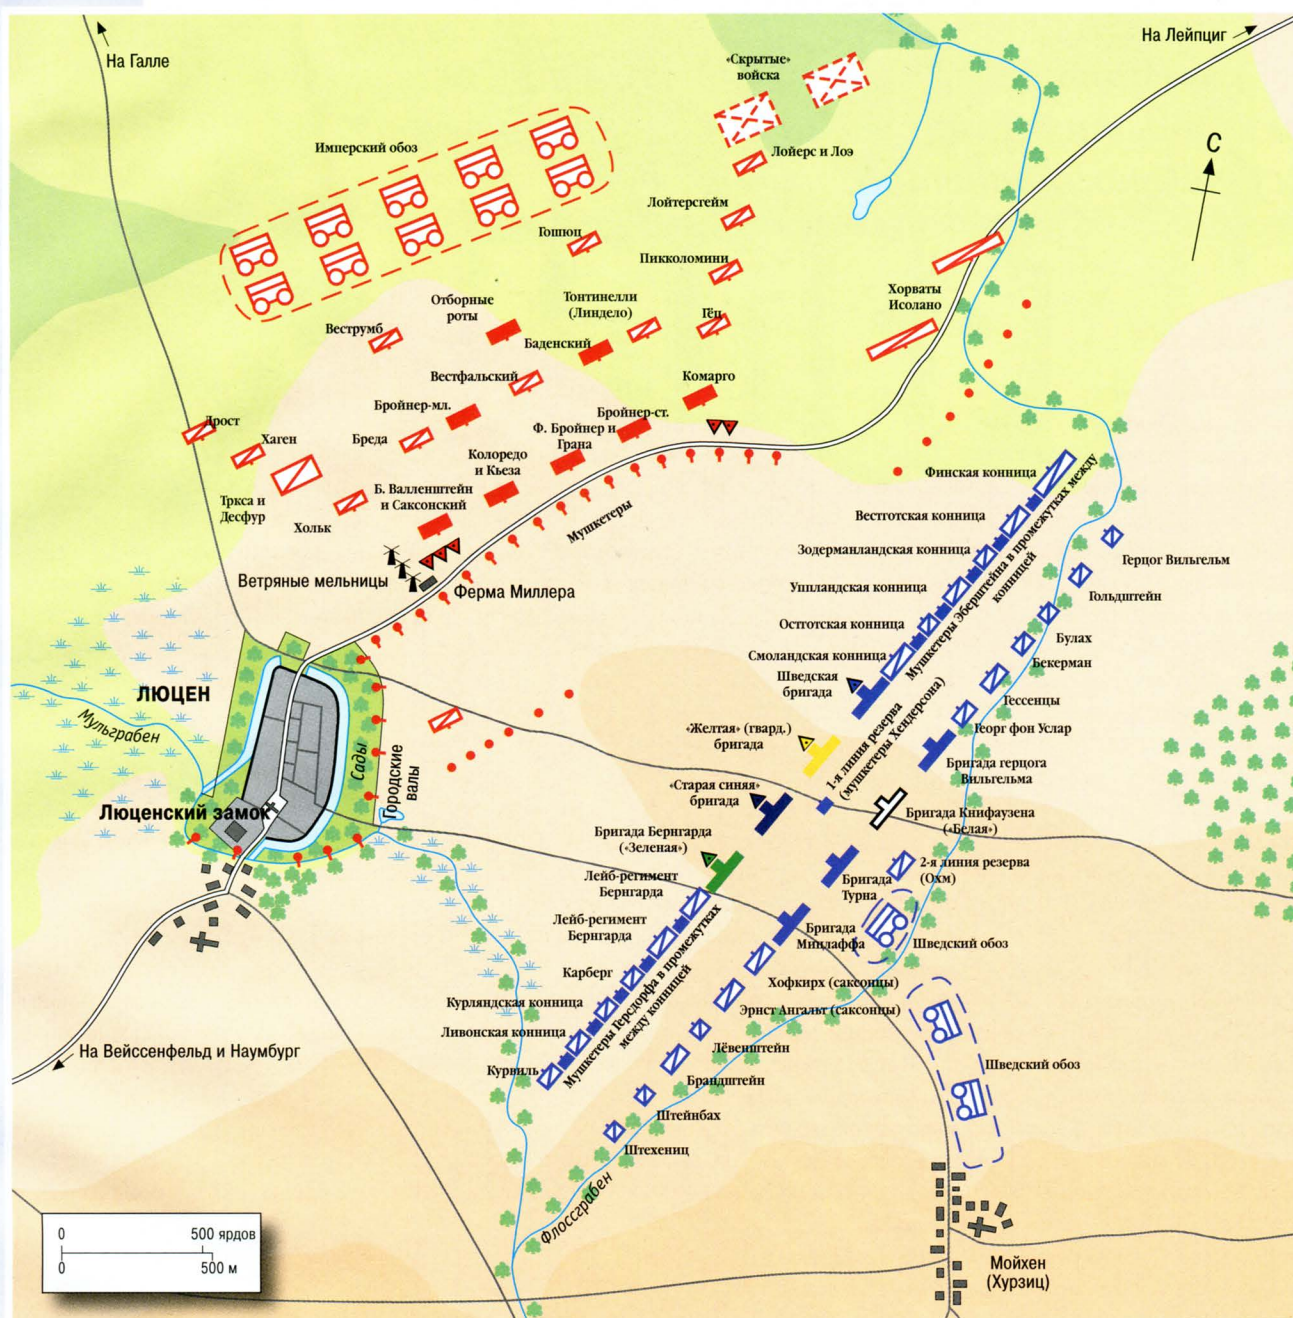 На Галле
На Лейпциг
«Скрытые»
войска
С
Имперский обоз
Лойерс и Лоэ
Лойтерсгейм
Гошюц
Пикколомини
Хорваты
Исолано
Отборные
роты
Тонтинелли
(Линдело)
Гёц
Веструмб
Баденский
Вестфальский
Комарго
Бройнер-мл.
Бройнер-ст.
Дрост
Хаген
Бреда
Ф. Бройнер и
Грана
Колоредо
и Кьеза
Тркса и
Десфур
Б. Валленштейн
и Саксонский
Хольк
Мушкетеры
Ветряные мельницы
Ферма Миллера
Финская конница
Вестготская конница
Зодерманландская конница
Уппландская конница
Остготская конница
Смоландская конница
Мушкетеры Эберштейна в промежутках между
конницей
Герцог Вильгельм
Гольдштейн
Булах
Бекерман
Тессенцы
Георг фон Услар
Бригада герцога
Вильгельма
Шведская
бригада
«Желтая» (гвард.)
бригада
1-я линия резерва
(мушкетеры Хендерсона)
«Старая синяя»
бригада
Бригада Книфаузена
(«Белая»)
Бригада Бернгарда
(«Зеленая»)
2-я линия резерва
(Охм)
Бригада
Турна
Лейб-регимент
Бернгарда
Лейб-регимент
Бернгарда
Бригада
Мицлаффа
Шведский обоз
Карберг
Курляндская конница
Ливонская конница
Курвиль
Мушкетеры Герсдорфа в промежутках
между конницей
Хофкирх (саксонцы)
Эрнст Ангальт (саксонцы)
Лёвенштейн
Брандштейн
Штейнбах
Штехениц
Шведский обоз
ЛЮЦЕН
Мульграбен
Сады
Городские
валы
Люценский замок
На Вейссенфельд и Наумбург
Флоссграбен
Мойхен
(Хурзиц)
0 500 ярдов
0 500 м